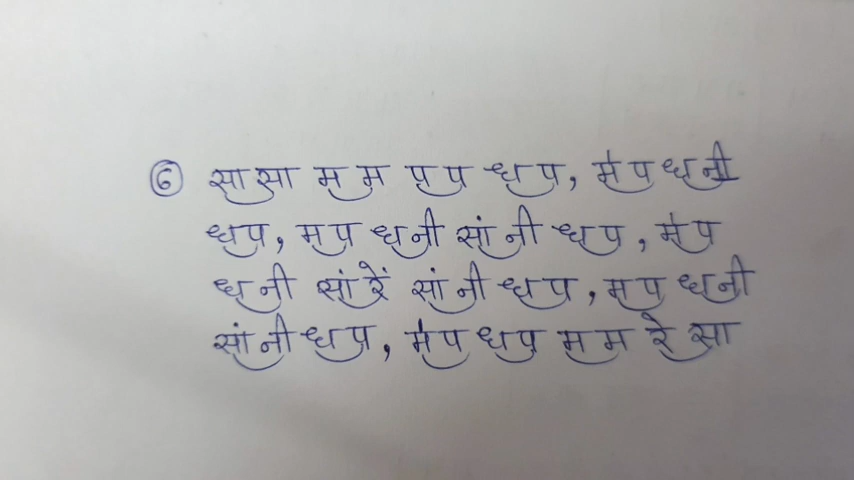 ⑥ सासा मम पप धप, म॑प धनी
धप, मप धनी सांनी धप, म॑प
धनी सांरें सांनी धप, मप धनी
सांनी धप, म॑प धप मम रेसा